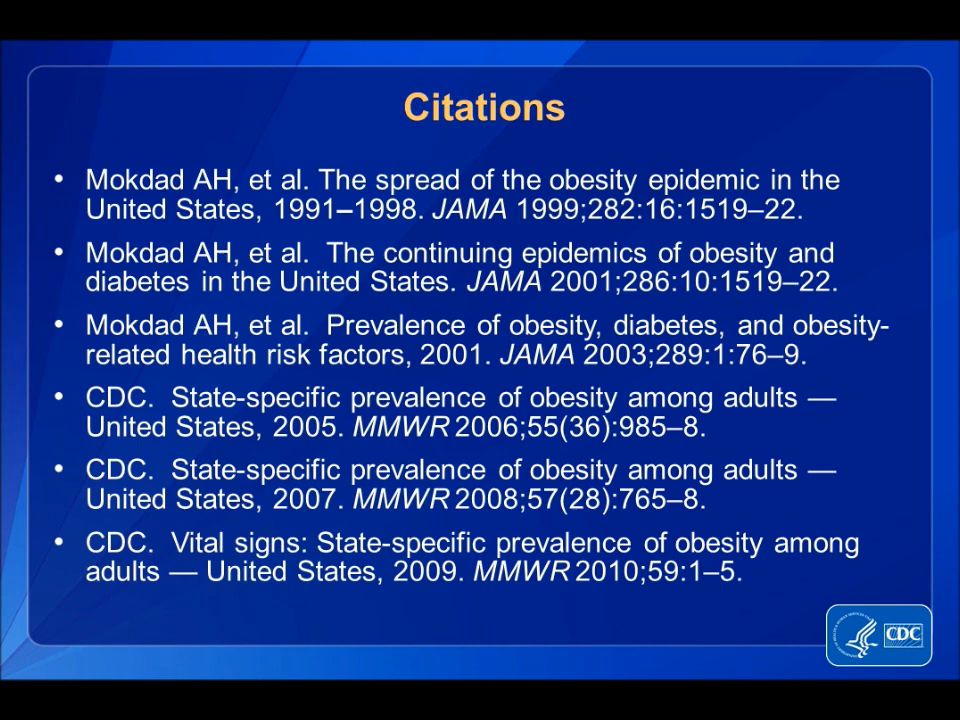 Citations
• Mokdad AH, et al. The spread of the obesity epidemic in the
United States, 1991–1998. JAMA 1999;282:16:1519–22.
• Mokdad AH, et al.  The continuing epidemics of obesity and
diabetes in the United States. JAMA 2001;286:10:1519–22.
• Mokdad AH, et al.  Prevalence of obesity, diabetes, and obesity-
related health risk factors, 2001. JAMA 2003;289:1:76–9.
• CDC.  State-specific prevalence of obesity among adults —
United States, 2005. MMWR 2006;55(36):985–8.
• CDC.  State-specific prevalence of obesity among adults —
United States, 2007. MMWR 2008;57(28):765–8.
• CDC.  Vital signs: State-specific prevalence of obesity among
adults — United States, 2009. MMWR 2010;59:1–5.
CDC